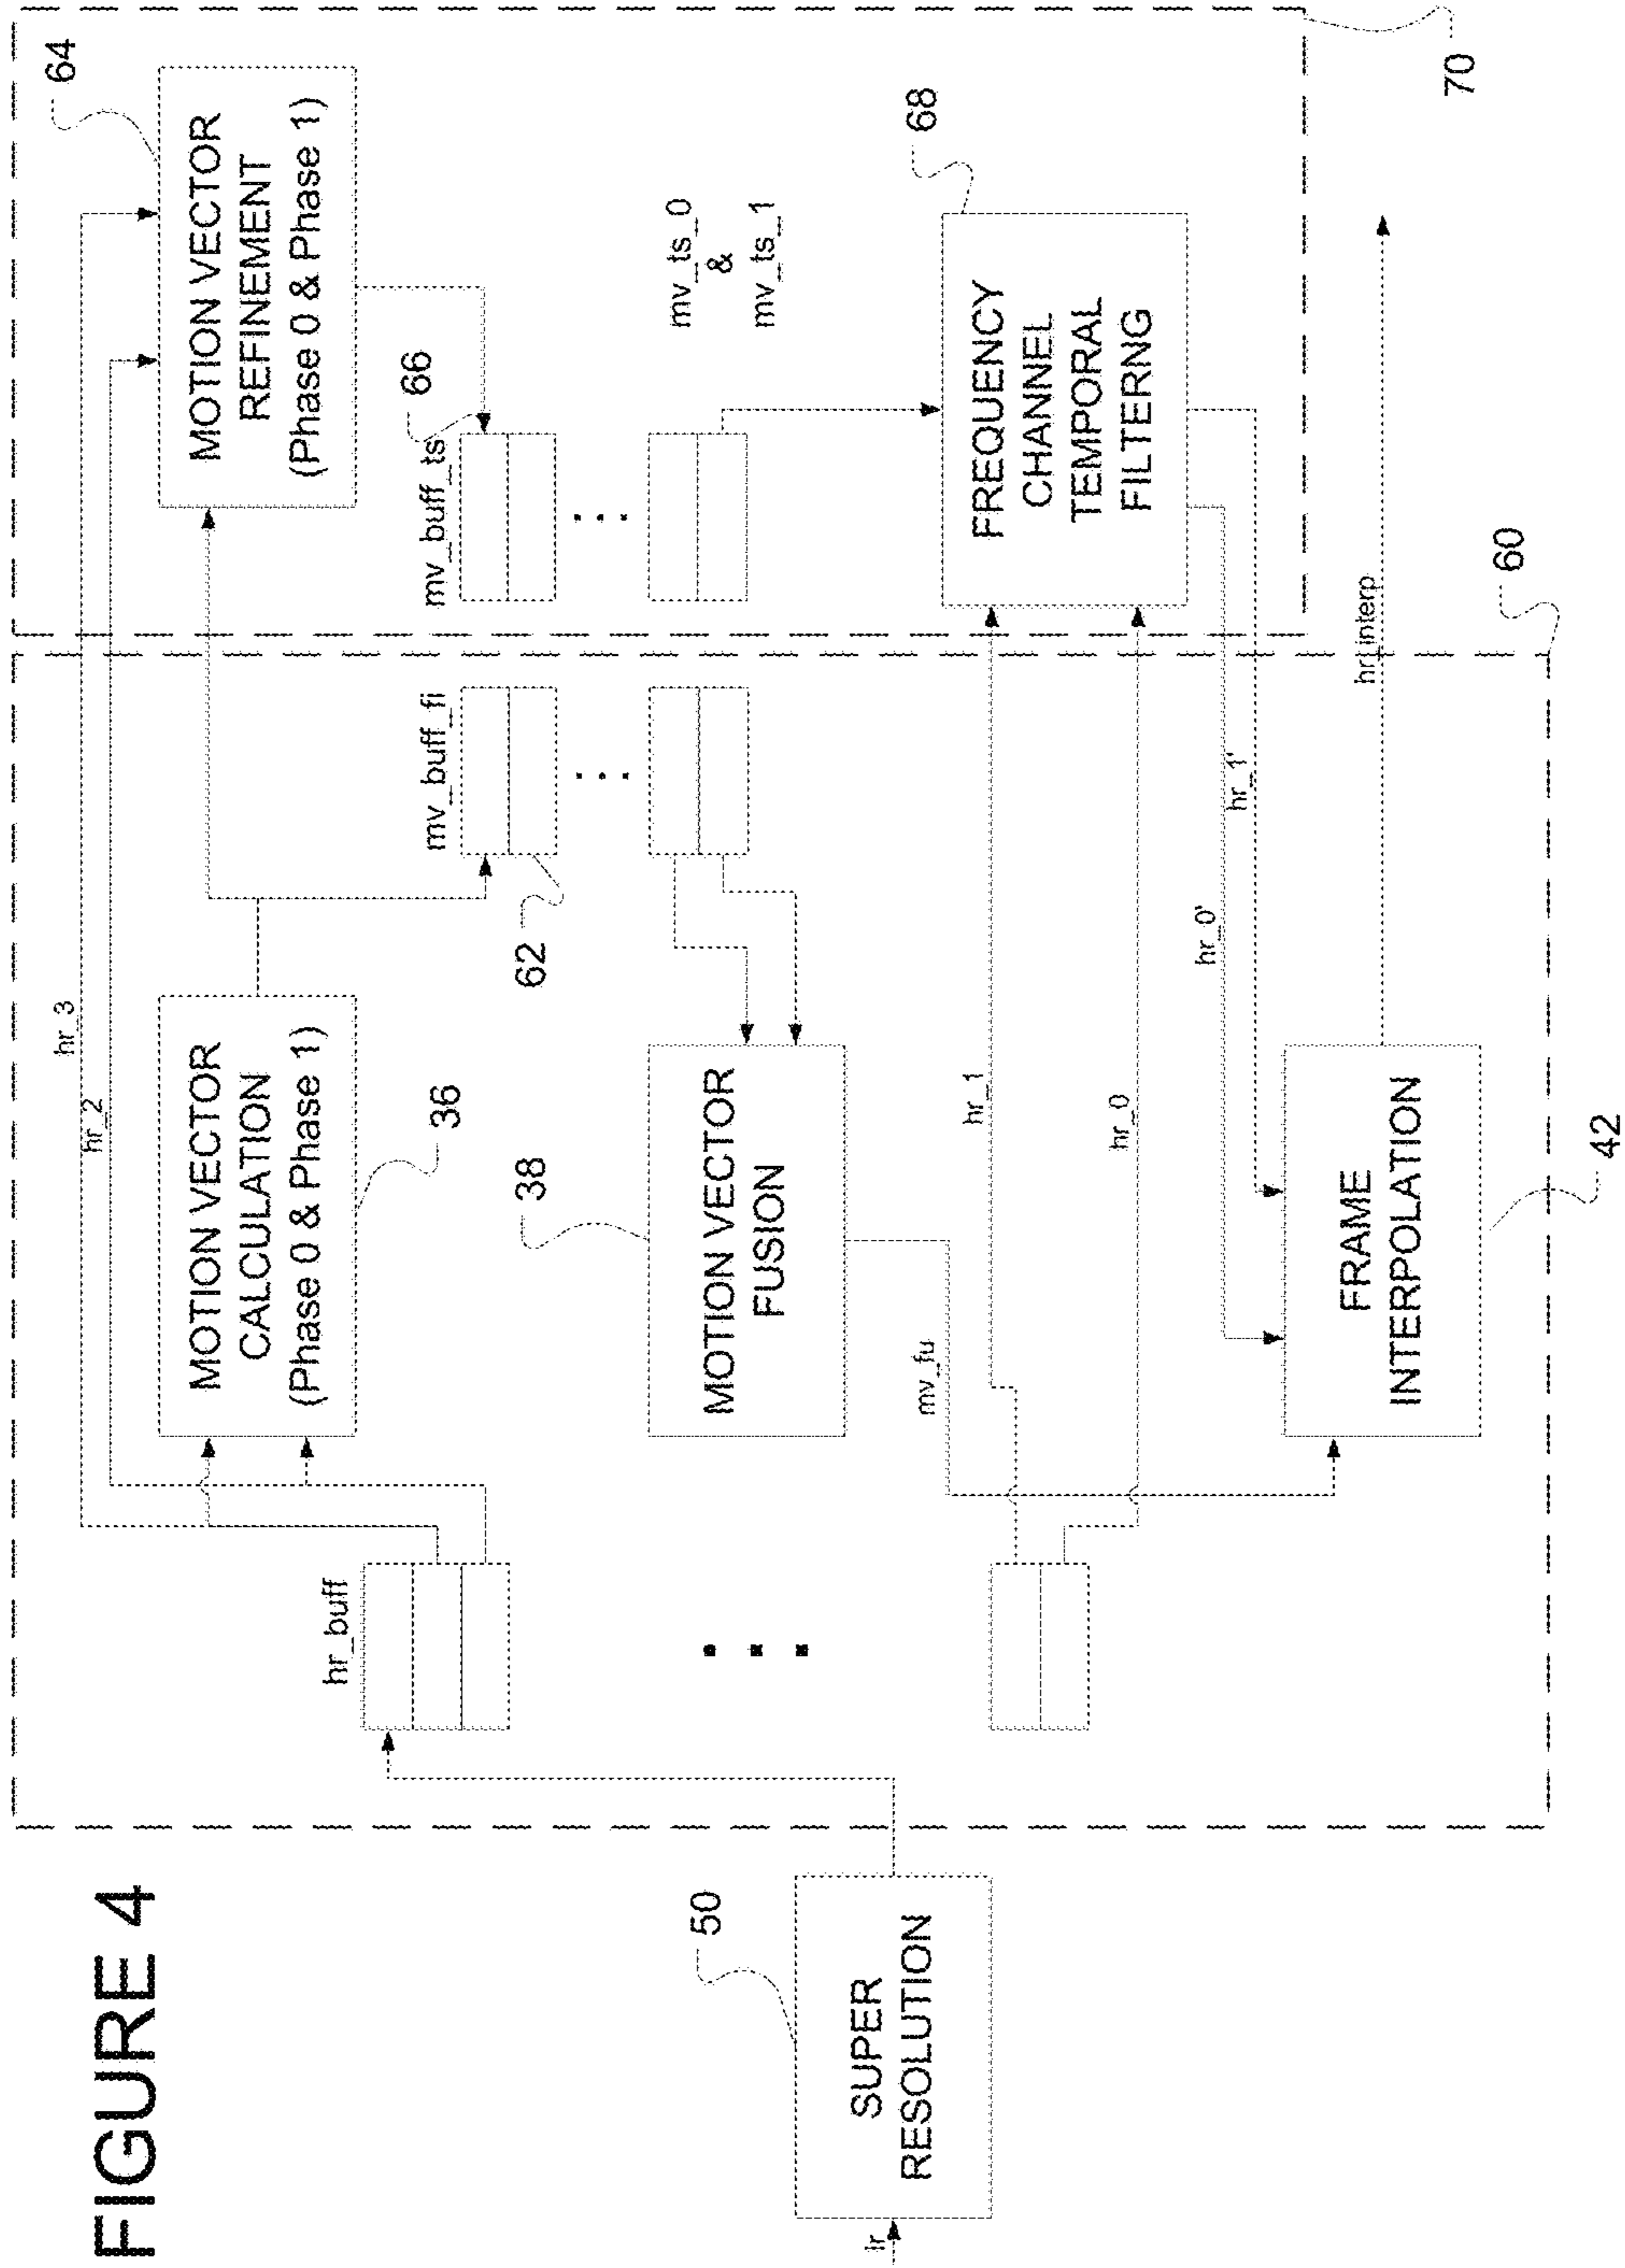 FIGURE 4
lr
SUPER
RESOLUTION
50
hr_buff
hr_3
hr_2
MOTION VECTOR
CALCULATION
(Phase 0 & Phase 1)
36
MOTION VECTOR
REFINEMENT
(Phase 0 & Phase 1)
64
mv_buff_fi
62
mv_buff_ts
66
38
MOTION VECTOR
FUSION
mv_ts_0
&
mv_ts_1
mv_fu
hr_1
hr_0
FREQUENCY
CHANNEL
TEMPORAL
FILTERNG
68
hr_0'
hr_1'
FRAME
INTERPOLATION
42
hr_interp
60
70